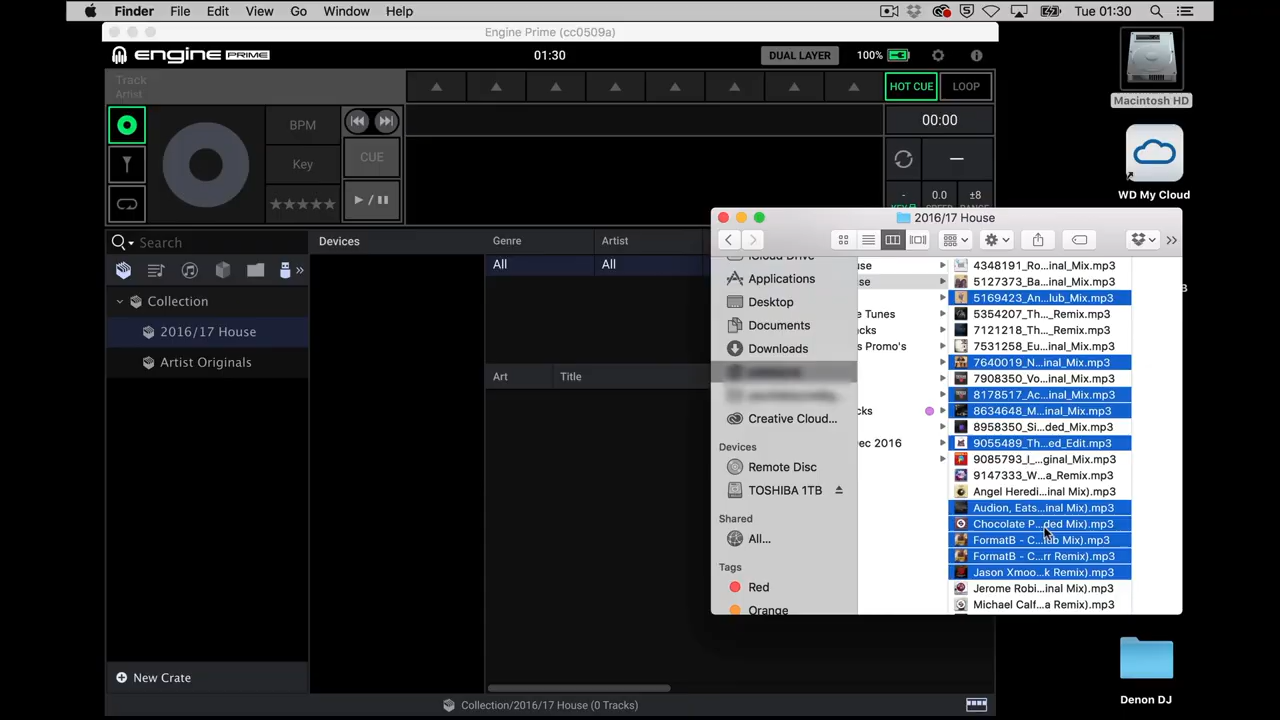 Finder File Edit View Go Window Help
Tue 01:30
Engine Prime (cc0509a)
engine PRIME
01:30
DUAL LAYER
100%
Track
Artist
HOT CUE
LOOP
BPM
Key
CUE
00:00
-
0.0
±8
Search
Devices
Genre
Artist
All
All
Collection
2016/17 House
Artist Originals
Art
Title
New Crate
Collection/2016/17 House (0 Tracks)
2016/17 House
Applications
Desktop
Documents
Downloads
Creative Cloud...
Devices
Remote Disc
TOSHIBA 1TB
Shared
All...
Tags
Red
Orange
e Tunes
s Promo's
ec 2016
4348191_Ro...inal_Mix.mp3
5127373_Ba...inal_Mix.mp3
5169423_An...lub_Mix.mp3
5354207_Th..._Remix.mp3
7121218_Th..._Remix.mp3
7531258_Eu...inal_Mix.mp3
7640019_N...inal_Mix.mp3
7908350_Vo...inal_Mix.mp3
8178517_Ac...inal_Mix.mp3
8634648_M...inal_Mix.mp3
8958350_Si...ded_Mix.mp3
9055489_Th...ed_Edit.mp3
9085793_I_...ginal_Mix.mp3
9147333_W...a_Remix.mp3
Angel Heredi...inal Mix).mp3
Audion, Eats...inal Mix).mp3
Chocolate P...ded Mix).mp3
FormatB - C...ub Mix).mp3
FormatB - C...rr Remix).mp3
Jason Xmoo...k Remix).mp3
Jerome Robi...inal Mix).mp3
Michael Calf...a Remix).mp3
Macintosh HD
WD My Cloud
Denon DJ